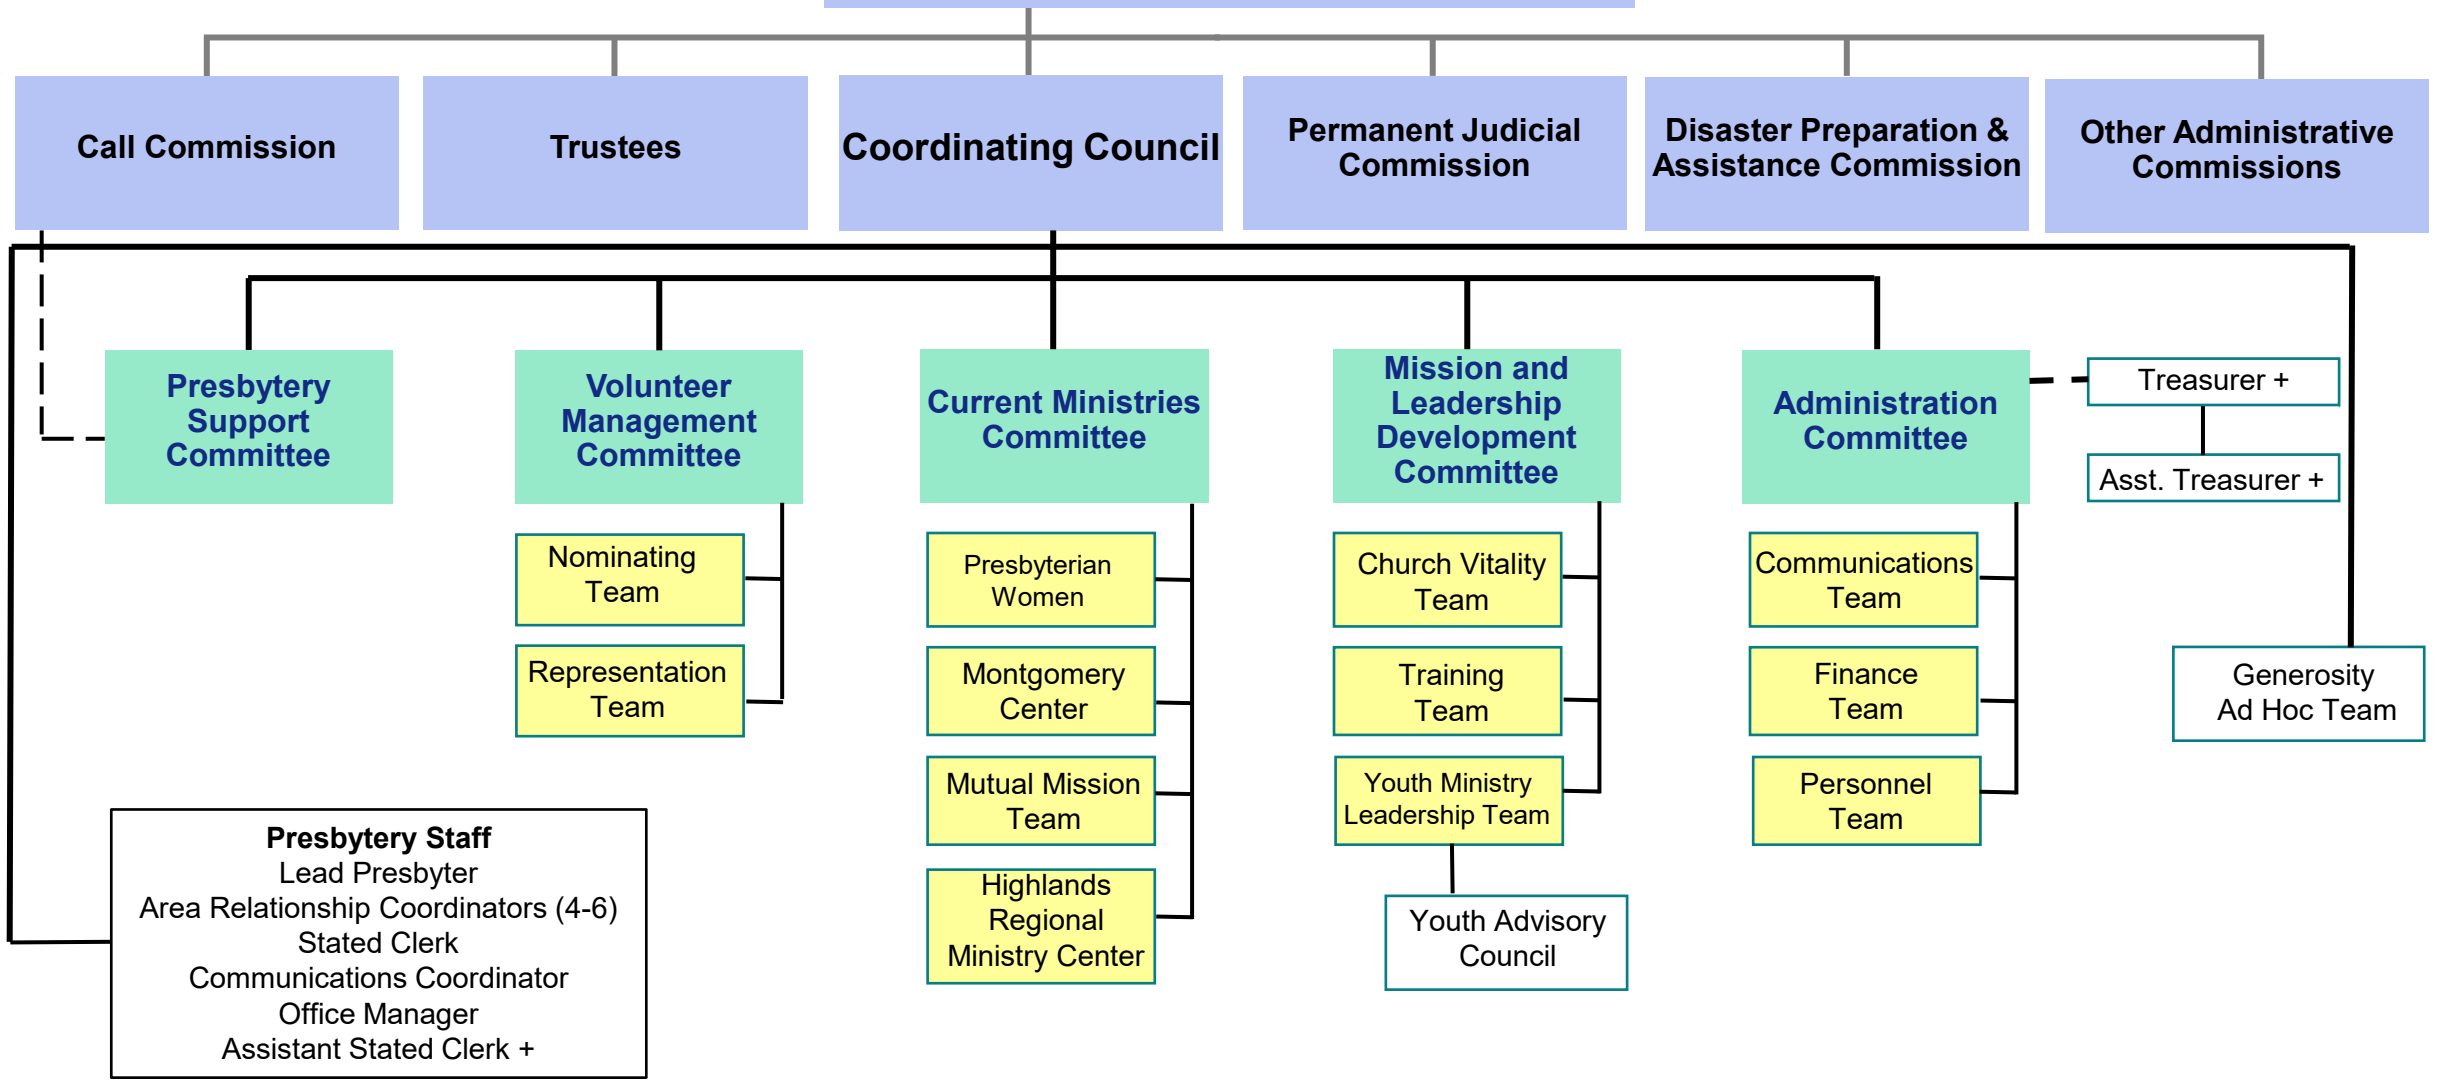 Call Commission
Trustees
Coordinating Council
Permanent Judicial
Commission
Disaster Preparation &
Assistance Commission
Other Administrative
Commissions
Presbytery
Support
Committee
Volunteer
Management
Committee
Current Ministries
Committee
Mission and
Leadership
Development
Committee
Administration
Committee
Treasurer +
Asst. Treasurer +
Nominating
Team
Representation
Team
Presbyterian
Women
Montgomery
Center
Mutual Mission
Team
Highlands
Regional
Ministry Center
Church Vitality
Team
Training
Team
Youth Ministry
Leadership Team
Youth Advisory
Council
Communications
Team
Finance
Team
Personnel
Team
Generosity
Ad Hoc Team
Presbytery Staff
Lead Presbyter
Area Relationship Coordinators (4-6)
Stated Clerk
Communications Coordinator
Office Manager
Assistant Stated Clerk +